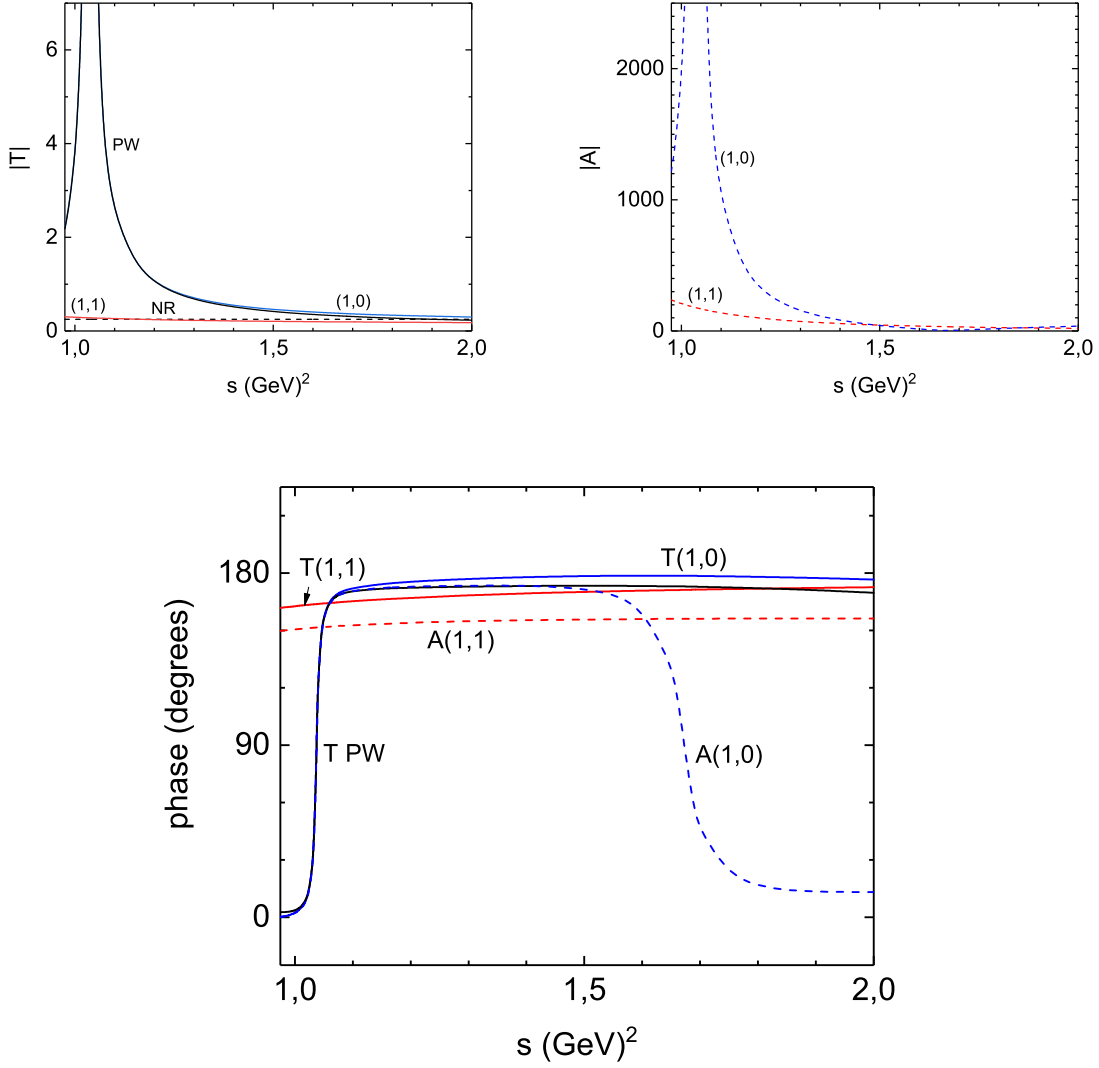 |T|
6
4
2
0
PW
(1,1)
NR
(1,0)
1,0
1,5
2,0
s (GeV)²
|A|
2000
1000
0
(1,0)
(1,1)
1,0
1,5
2,0
s (GeV)²
phase (degrees)
180
90
0
T(1,1)
T(1,0)
A(1,1)
T PW
A(1,0)
1,0
1,5
2,0
s (GeV)²